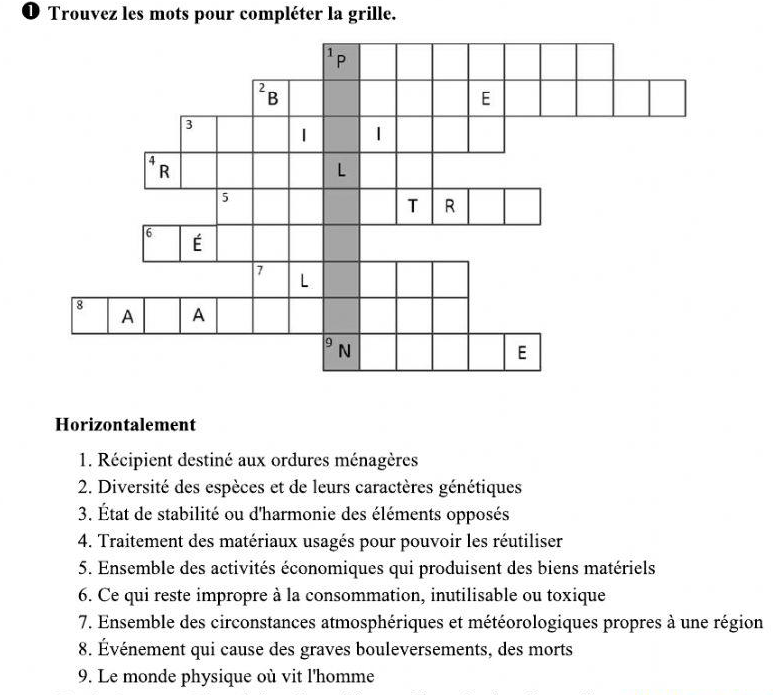 ❶ Trouvez les mots pour compléter la grille.
1 P
2 B E
3 I I
4 R L
5 T R
6 É
7 L
8 A A
9 N E
Horizontalement
1. Récipient destiné aux ordures ménagères
2. Diversité des espèces et de leurs caractères génétiques
3. État de stabilité ou d'harmonie des éléments opposés
4. Traitement des matériaux usagés pour pouvoir les réutiliser
5. Ensemble des activités économiques qui produisent des biens matériels
6. Ce qui reste impropre à la consommation, inutilisable ou toxique
7. Ensemble des circonstances atmosphériques et météorologiques propres à une région
8. Événement qui cause des graves bouleversements, des morts
9. Le monde physique où vit l'homme